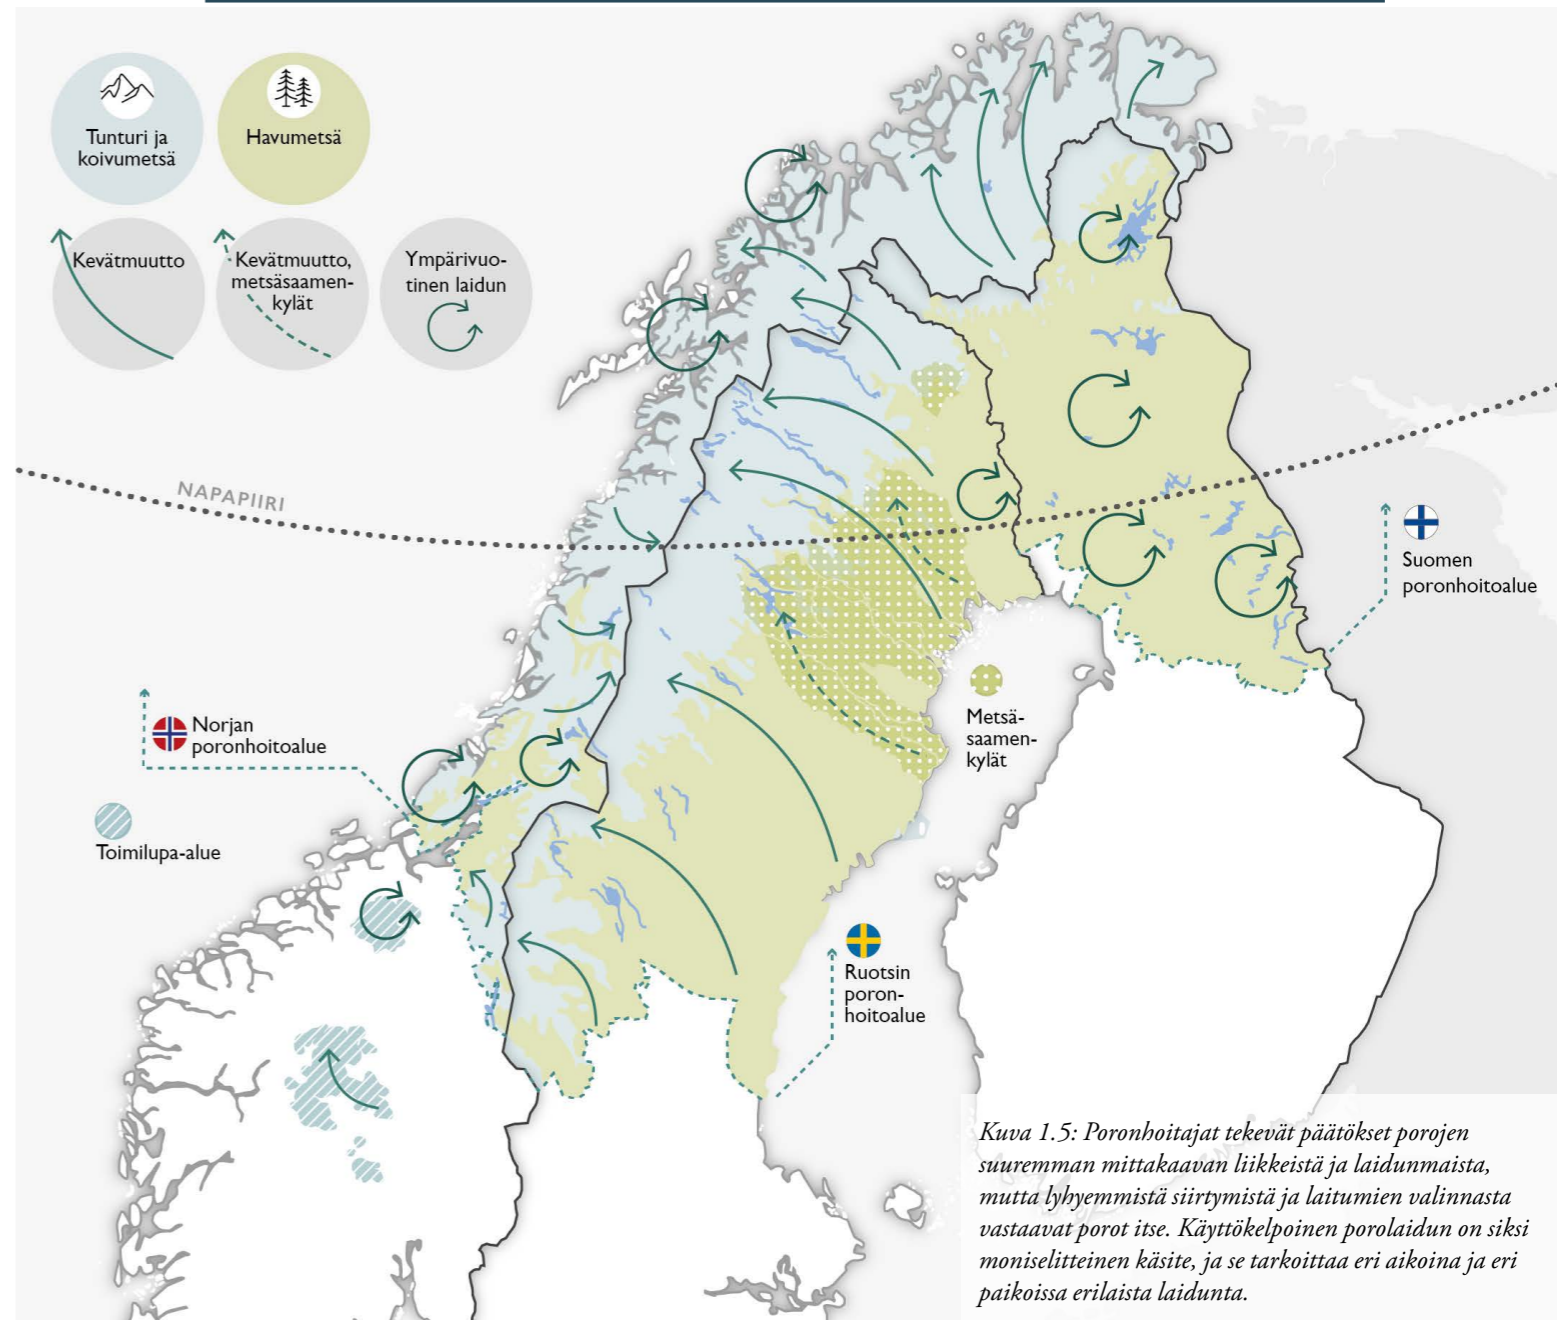 Tunturi ja
koivumetsä
Havumetsä
Kevätmuutto
Kevätmuutto,
metsäsaamen-
kylät
Ympärivuo-
tinen laidun
NAPAPIIRI
Suomen
poronhoitoalue
Metsä-
saamen-
kylät
Norjan
poronhoitoalue
Toimilupa-alue
Ruotsin
poron-
hoitoalue
Kuva 1.5: Poronhoitajat tekevät päätökset porojen
suuremman mittakaavan liikkeistä ja laidunmaista,
mutta lyhyemmistä siirtymistä ja laitumien valinnasta
vastaavat porot itse. Käyttökelpoinen porolaidun on siksi
moniselitteinen käsite, ja se tarkoittaa eri aikoina ja eri
paikoissa erilaista laidunta.